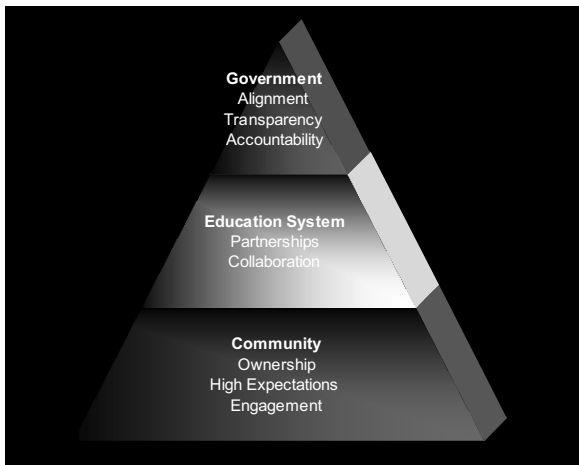 Government
Alignment
Transparency
Accountability
Education System
Partnerships
Collaboration
Community
Ownership
High Expectations
Engagement